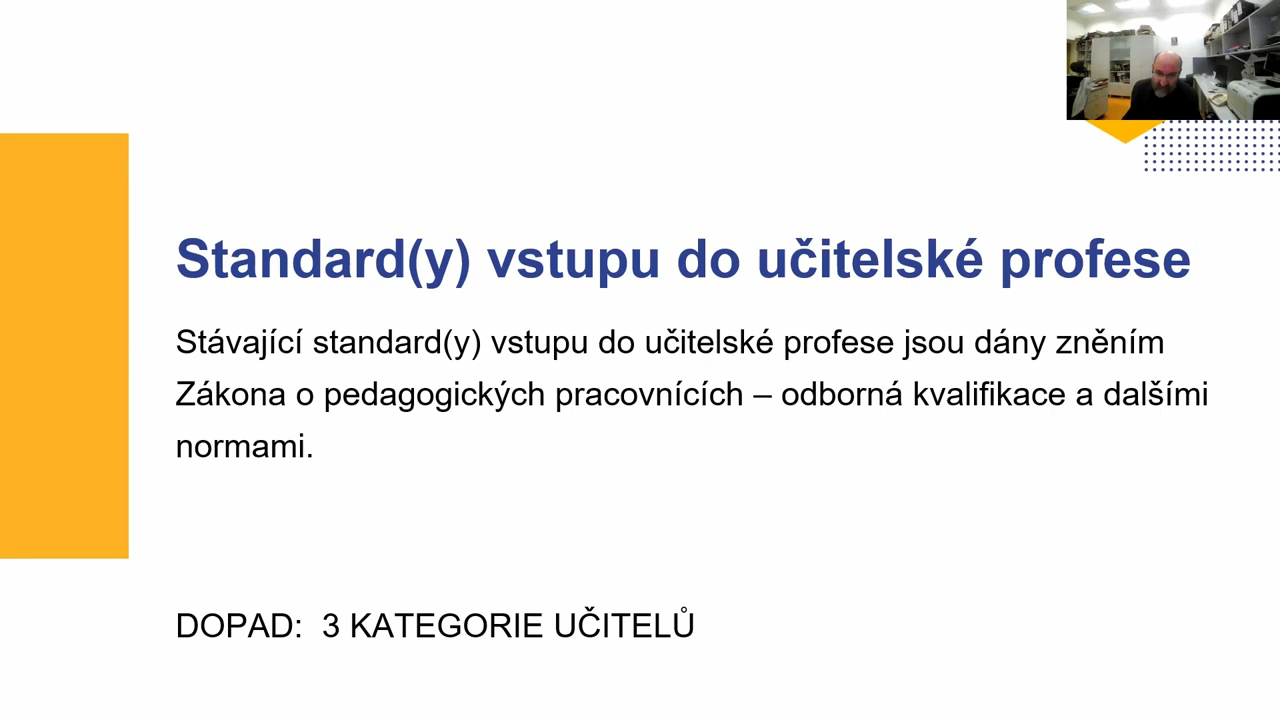 Standard(y) vstupu do učitelské profese
Stávající standard(y) vstupu do učitelské profese jsou dány zněním
Zákona o pedagogických pracovnících – odborná kvalifikace a dalšími
normami.
DOPAD:  3 KATEGORIE UČITELŮ